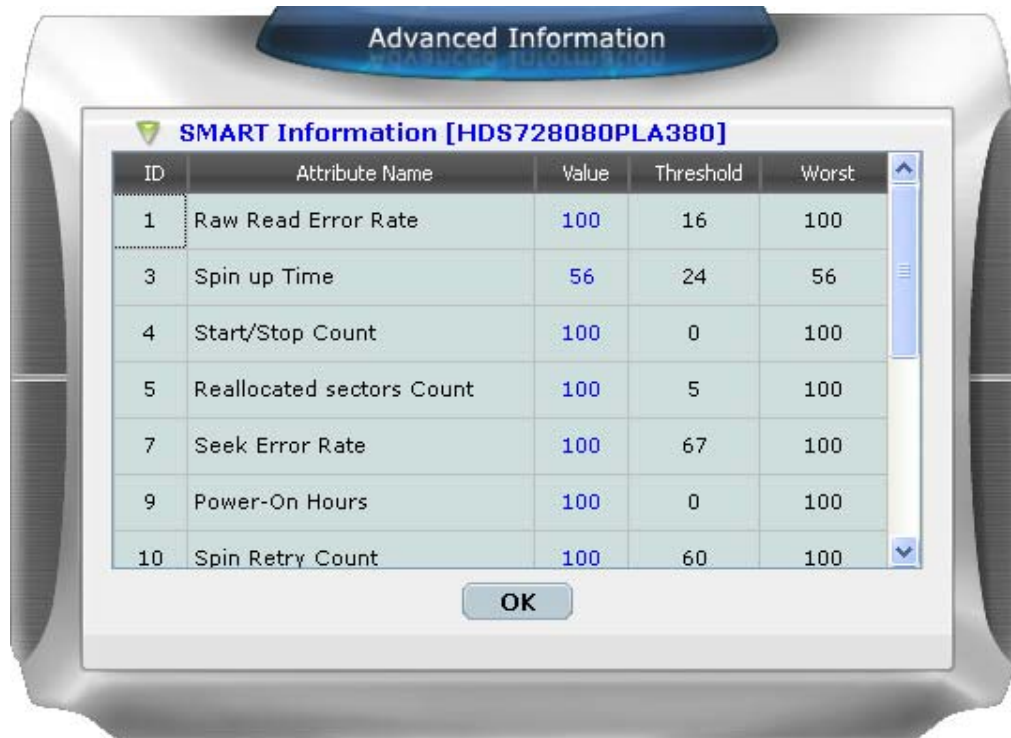 Advanced Information
SMART Information [HDS728080PLA380]
ID Attribute Name Value Threshold Worst
1 Raw Read Error Rate 100 16 100
3 Spin up Time 56 24 56
4 Start/Stop Count 100 0 100
5 Reallocated sectors Count 100 5 100
7 Seek Error Rate 100 67 100
9 Power-On Hours 100 0 100
10 Spin Retry Count 100 60 100
OK